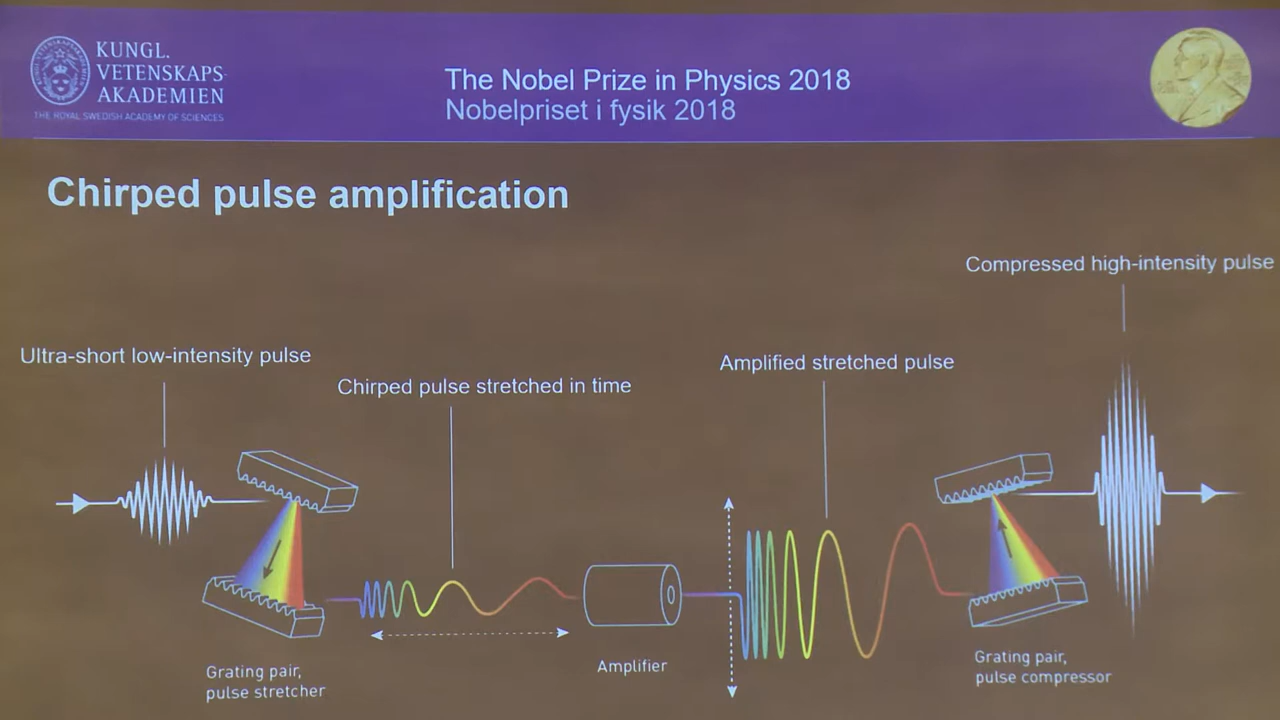 KUNGL.
VETENSKAPS-
AKADEMIEN
THE ROYAL SWEDISH ACADEMY OF SCIENCES
The Nobel Prize in Physics 2018
Nobelpriset i fysik 2018
Chirped pulse amplification
Compressed high-intensity pulse
Ultra-short low-intensity pulse
Chirped pulse stretched in time
Amplified stretched pulse
Grating pair,
pulse stretcher
Amplifier
Grating pair,
pulse compressor